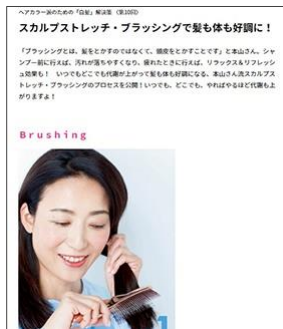 ヘアカラー派のための「白髪」解決集（第10回）
スカルプストレッチ・ブラッシングで髪も体も好調に！
「ブラッシングとは、髪をとかすのではなくて、頭皮をとかすことです」と本山さん。シャ
ンプー前に行えば、汚れが落ちやすくなり、疲れたときに行えば、リラックス&リフレッシ
ュ効果も！　いつでもどこでも代謝が上がって髪も体も好調になる、本山さん流スカルプス
トレッチ・ブラッシングのプロセスを公開！いつでも、どこでも、やればやるほど代謝も上
がりますよ！
Brushing
1